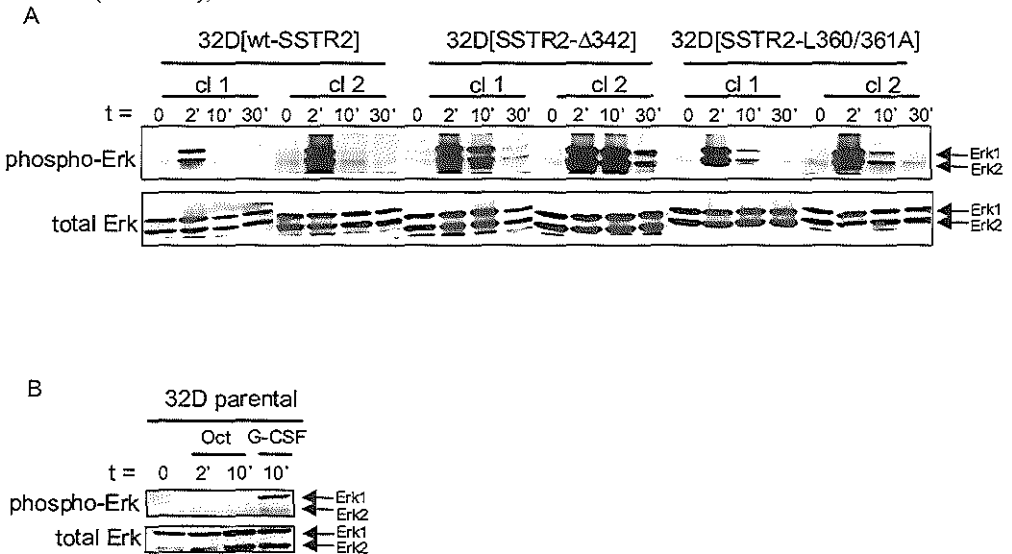 A
32D[wt-SSTR2] 32D[SSTR2-Δ342] 32D[SSTR2-L360/361A]
cl 1 cl 2 cl 1 cl 2 cl 1 cl 2
t = 0 2' 10' 30' 0 2' 10' 30' 0 2' 10' 30' 0 2' 10' 30' 0 2' 10' 30' 0 2' 10' 30'
phospho-Erk Erk1
Erk2
total Erk Erk1
Erk2
B
32D parental
Oct G-CSF
t = 0 2' 10' 10'
phospho-Erk Erk1
Erk2
total Erk Erk1
Erk2